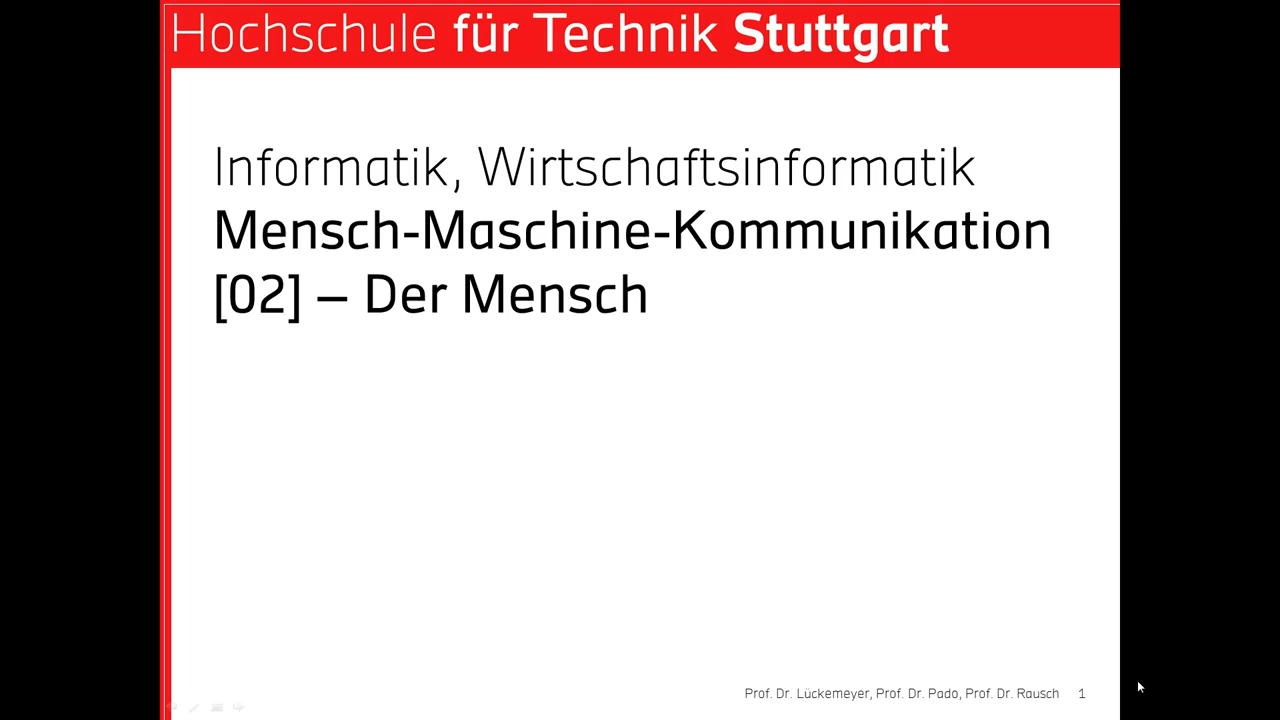 Hochschule für Technik Stuttgart
Informatik, Wirtschaftsinformatik
Mensch-Maschine-Kommunikation
[02] – Der Mensch
Prof. Dr. Lückemeyer, Prof. Dr. Pado, Prof. Dr. Rausch 1